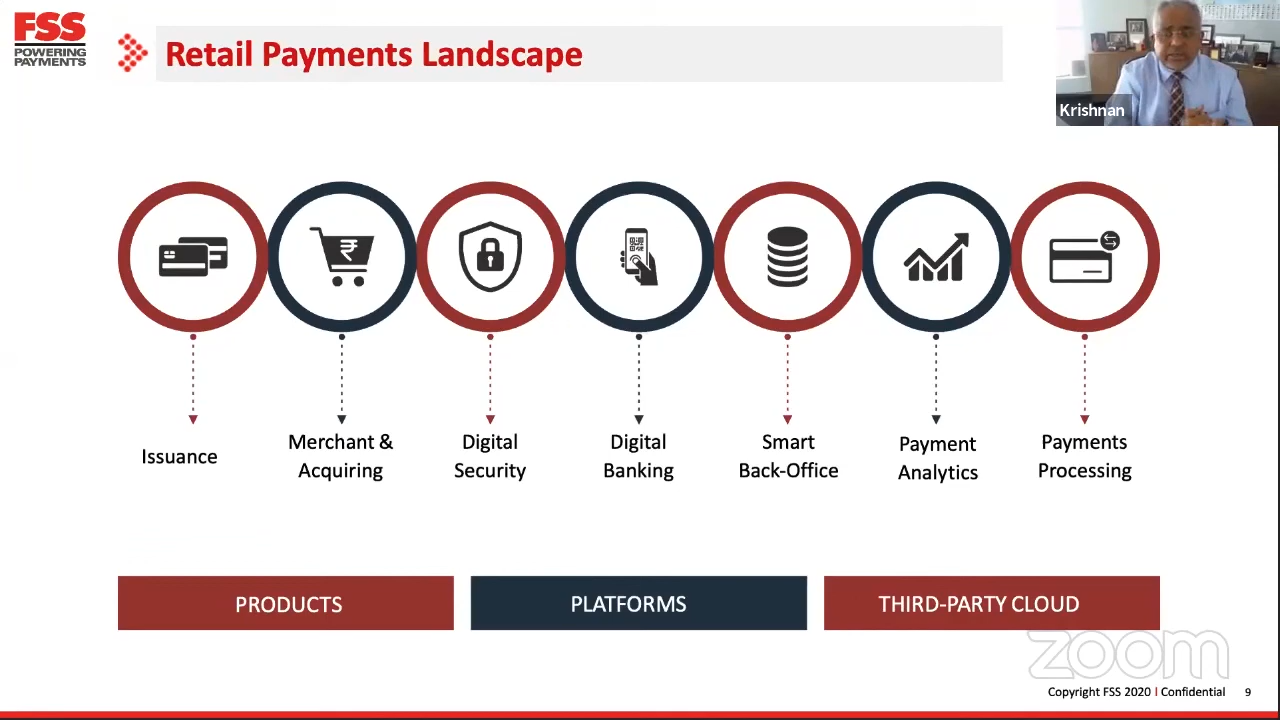 FSS
POWERING
PAYMENTS
Retail Payments Landscape
Krishnan
₹
Issuance
Merchant &
Acquiring
Digital
Security
Digital
Banking
Smart
Back-Office
Payment
Analytics
Payments
Processing
PRODUCTS
PLATFORMS
THIRD-PARTY CLOUD
zoom
Copyright FSS 2020 I Confidential 9